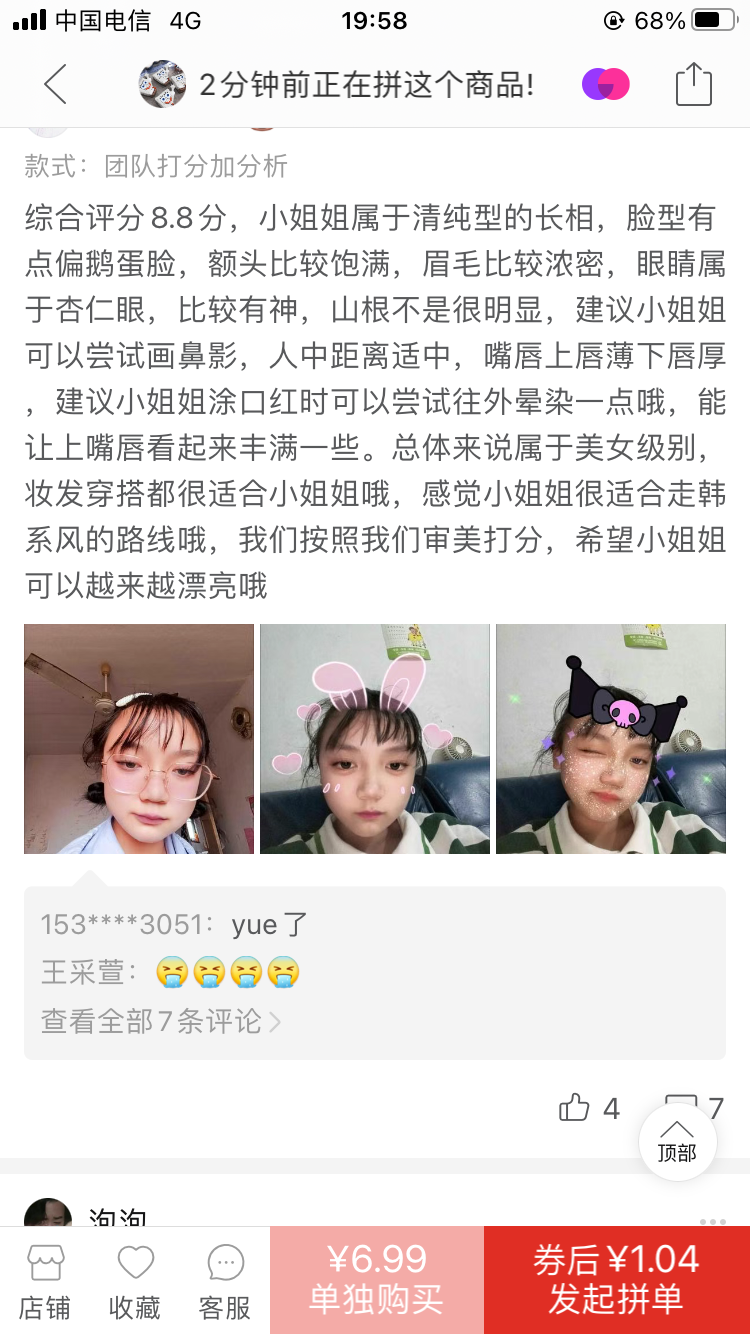 中国电信 4G 19:58 68%
2分钟前正在拼这个商品!
款式：团队打分加分析
综合评分8.8分，小姐姐属于清纯型的长相，脸型有
点偏鹅蛋脸，额头比较饱满，眉毛比较浓密，眼睛属
于杏仁眼，比较有神，山根不是很明显，建议小姐姐
可以尝试画鼻影，人中距离适中，嘴唇上唇薄下唇厚
，建议小姐姐涂口红时可以尝试往外晕染一点哦，能
让上嘴唇看起来丰满一些。总体来说属于美女级别，
妆发穿搭都很适合小姐姐哦，感觉小姐姐很适合走韩
系风的路线哦，我们按照我们审美打分，希望小姐姐
可以越来越漂亮哦
153****3051：yue了
王采萱：
查看全部7条评论
4 7
顶部
泡泡
¥6.99 券后¥1.04
店铺 收藏 客服 单独购买 发起拼单